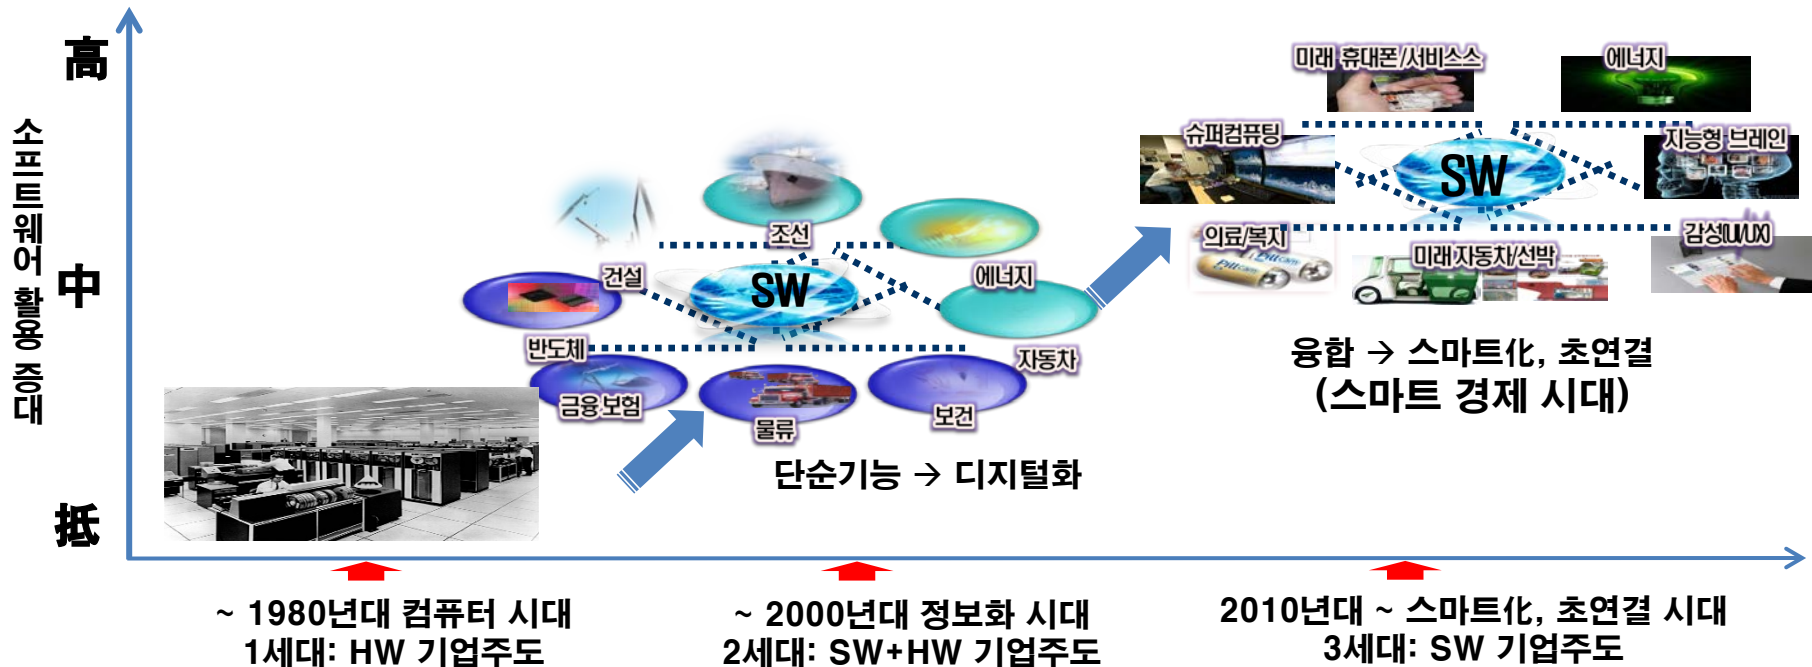 高
中
抵
소프트웨어 활용 증대
조선
건설
SW
에너지
반도체
자동차
금융·보험
물류
보건
단순기능 → 디지털화
미래 휴대폰/서비스스
에너지
슈퍼컴퓨팅
지능형 브레인
SW
의료/복지
미래 자동차/선박
감성(UI/UX)
융합 → 스마트化, 초연결
(스마트 경제 시대)
~ 1980년대 컴퓨터 시대
1세대: HW 기업주도
~ 2000년대 정보화 시대
2세대: SW+HW 기업주도
2010년대 ~ 스마트化, 초연결 시대
3세대: SW 기업주도